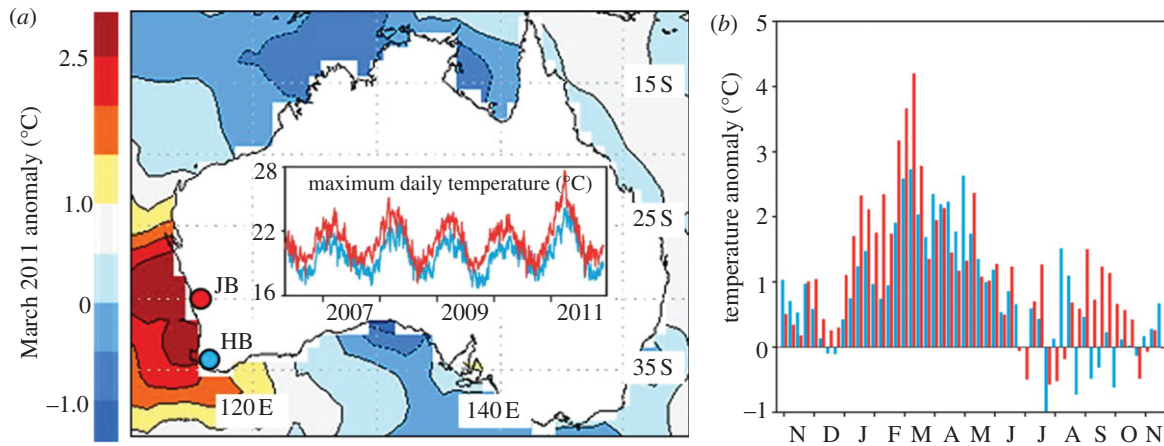 (a)
March 2011 anomaly (°C)
2.5
1.0
0
–1.0
15 S
25 S
35 S
120 E
140 E
JB
HB
maximum daily temperature (°C)
28
22
16
2007 2009 2011
(b)
temperature anomaly (°C)
5
4
3
2
1
0
–1
N D J F M A M J J A S O N